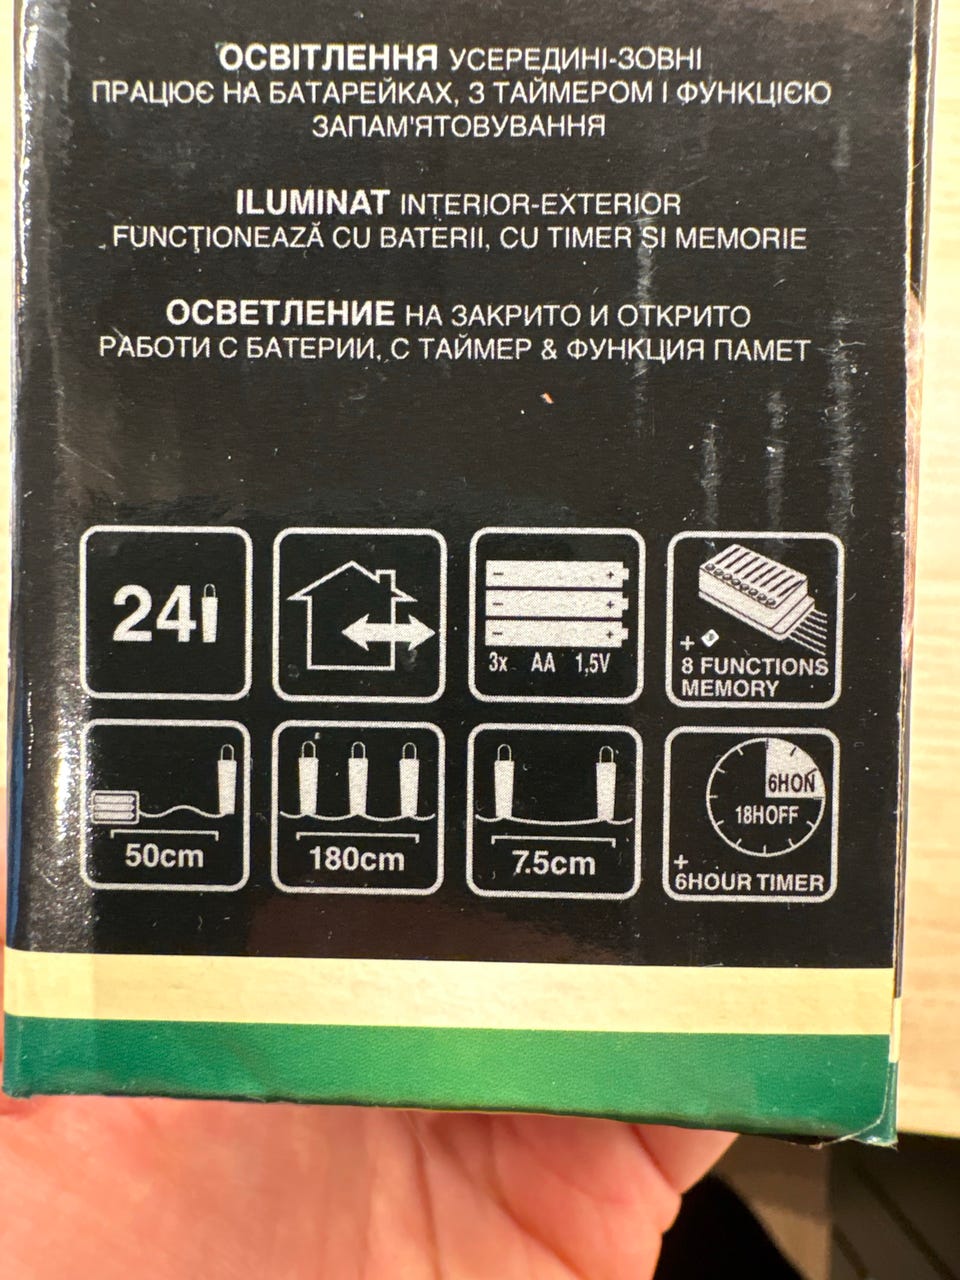 ОСВІТЛЕННЯ УСЕРЕДИНІ-ЗОВНІ
ПРАЦЮЄ НА БАТАРЕЙКАХ, З ТАЙМЕРОМ І ФУНКЦІЄЮ
ЗАПАМ'ЯТОВУВАННЯ
ILUMINAT INTERIOR-EXTERIOR
FUNCŢIONEAZĂ CU BATERII, CU TIMER ŞI MEMORIE
ОСВЕТЛЕНИЕ НА ЗАКРИТО И ОТКРИТО
РАБОТИ С БАТЕРИИ, С ТАЙМЕР & ФУНКЦИЯ ПАМЕТ
24
3x AA 1,5V
+
8 FUNCTIONS
MEMORY
50cm
180cm
7.5cm
6HON
18HOFF
+
6HOUR TIMER